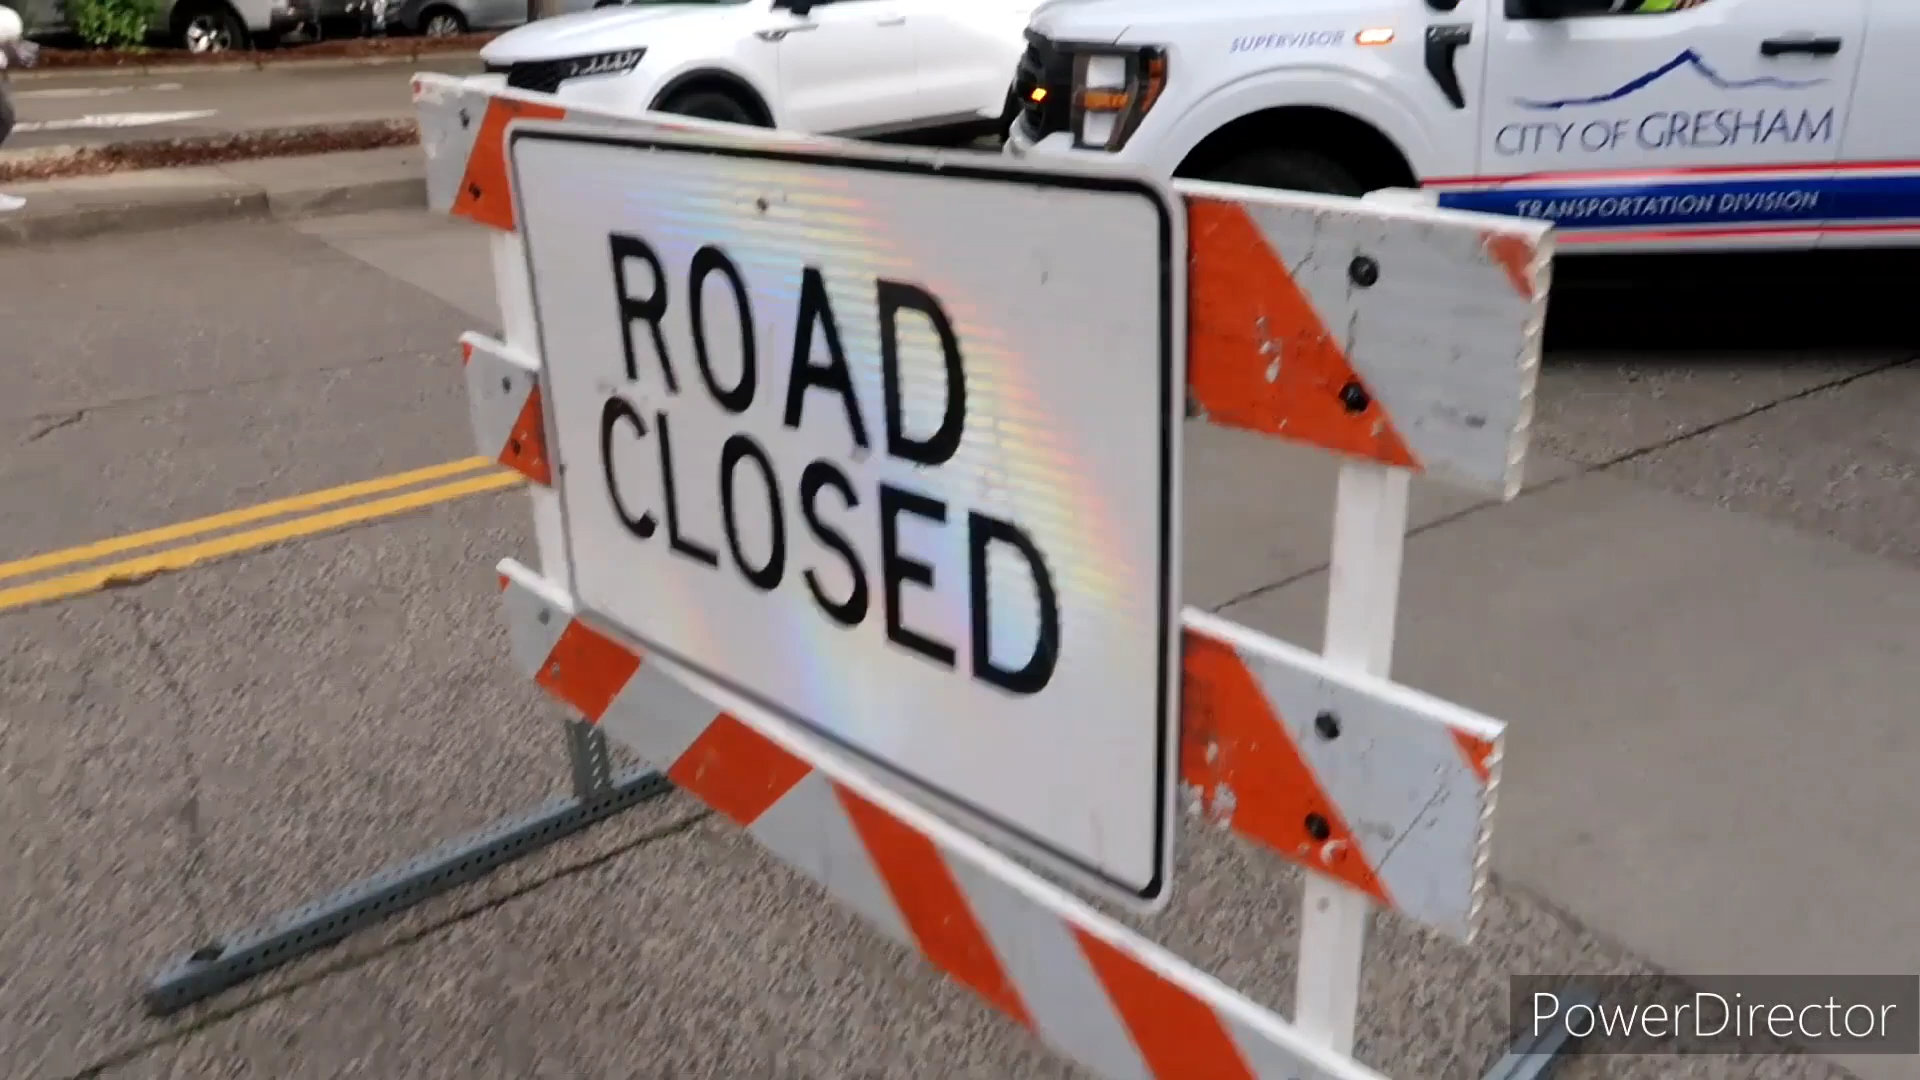 SUPERVISOR
CITY OF GRESHAM
TRANSPORTATION DIVISION
ROAD
CLOSED
PowerDirector